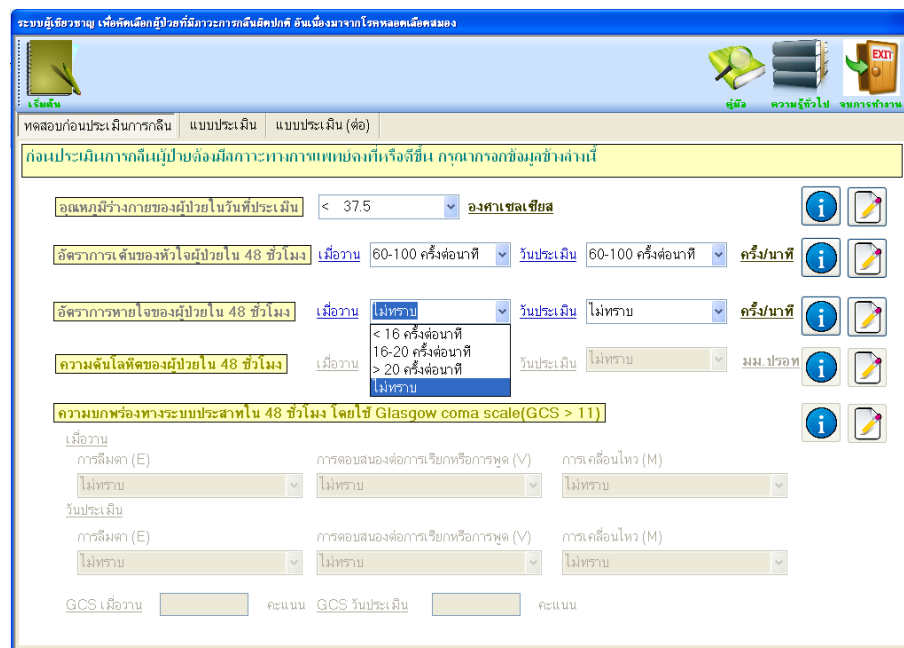 ระบบผู้เชี่ยวชาญ เพื่อคัดเลือกผู้ป่วยที่มีภาวะการกลืนผิดปกติ อันเนื่องมาจากโรคหลอดเลือดสมอง
EXIT
เริ่มต้น คู่มือ ความรู้ทั่วไป จบการทำงาน
ทดสอบก่อนประเมินการกลืน แบบประเมิน แบบประเมิน (ต่อ)
ก่อนประเมินการกลืนผู้ป่วยต้องมีสภาวะทางการแพทย์คงที่หรือดีขึ้น กรุณากรอกข้อมูลข้างล่างนี้
อุณหภูมิร่างกายของผู้ป่วยในวันที่ประเมิน < 37.5 องศาเซลเซียส
อัตราการเต้นของหัวใจผู้ป่วยใน 48 ชั่วโมง เมื่อวาน 60-100 ครั้งต่อนาที วันประเมิน 60-100 ครั้งต่อนาที ครั้ง/นาที
อัตราการหายใจของผู้ป่วยใน 48 ชั่วโมง เมื่อวาน ไม่ทราบ วันประเมิน ไม่ทราบ ครั้ง/นาที
< 16 ครั้งต่อนาที
16-20 ครั้งต่อนาที
> 20 ครั้งต่อนาที
ไม่ทราบ
ความดันโลหิตของผู้ป่วยใน 48 ชั่วโมง เมื่อวาน วันประเมิน ไม่ทราบ มม.ปรอท
ความบกพร่องทางระบบประสาทใน 48 ชั่วโมง โดยใช้ Glasgow coma scale(GCS > 11)
เมื่อวาน
การลืมตา (E) การตอบสนองต่อการเรียกหรือการพูด (V) การเคลื่อนไหว (M)
ไม่ทราบ ไม่ทราบ ไม่ทราบ
วันประเมิน
การลืมตา (E) การตอบสนองต่อการเรียกหรือการพูด (V) การเคลื่อนไหว (M)
ไม่ทราบ ไม่ทราบ ไม่ทราบ
GCS เมื่อวาน คะแนน GCS วันประเมิน คะแนน